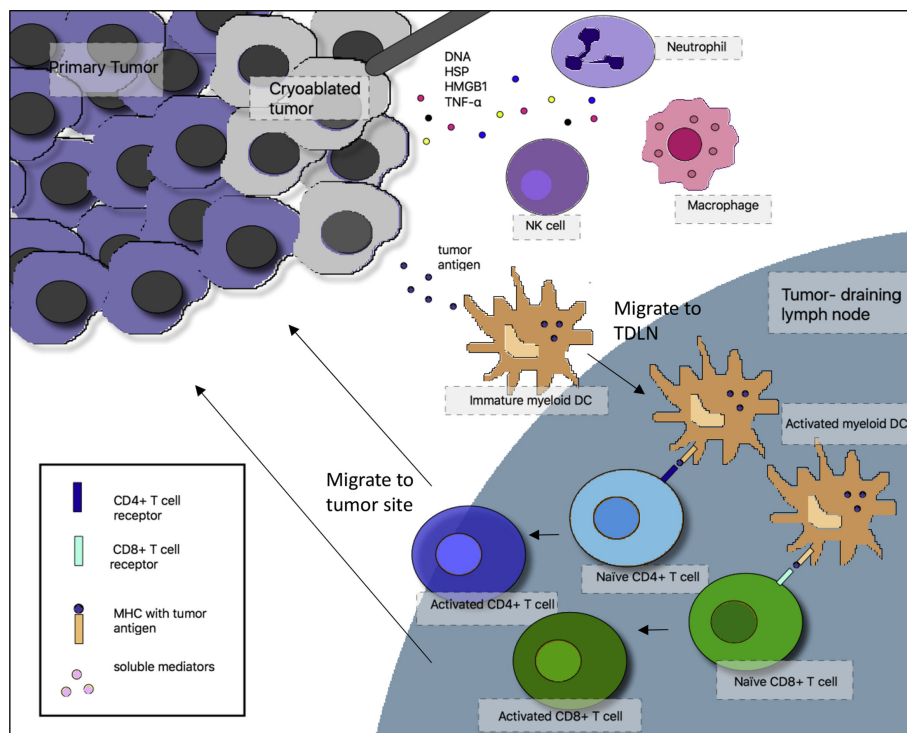 Primary Tumor
Cryoablated
tumor
DNA
HSP
HMGB1
TNF-α
Neutrophil
Macrophage
NK cell
tumor
antigen
Migrate to
TDLN
Tumor- draining
lymph node
Immature myeloid DC
Activated myeloid DC
Migrate to
tumor site
Naïve CD4+ T cell
Activated CD4+ T cell
Naïve CD8+ T cell
Activated CD8+ T cell
CD4+ T cell
receptor
CD8+ T cell
receptor
MHC with tumor
antigen
soluble mediators